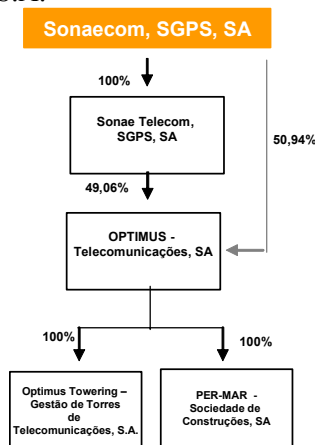 Sonaecom, SGPS, SA
100%
Sonae Telecom,
SGPS, SA
50,94%
49,06%
OPTIMUS -
Telecomunicações, SA
100%
100%
Optimus Towering –
Gestão de Torres
de
Telecomunicações, S.A.
PER-MAR -
Sociedade de
Construções, SA